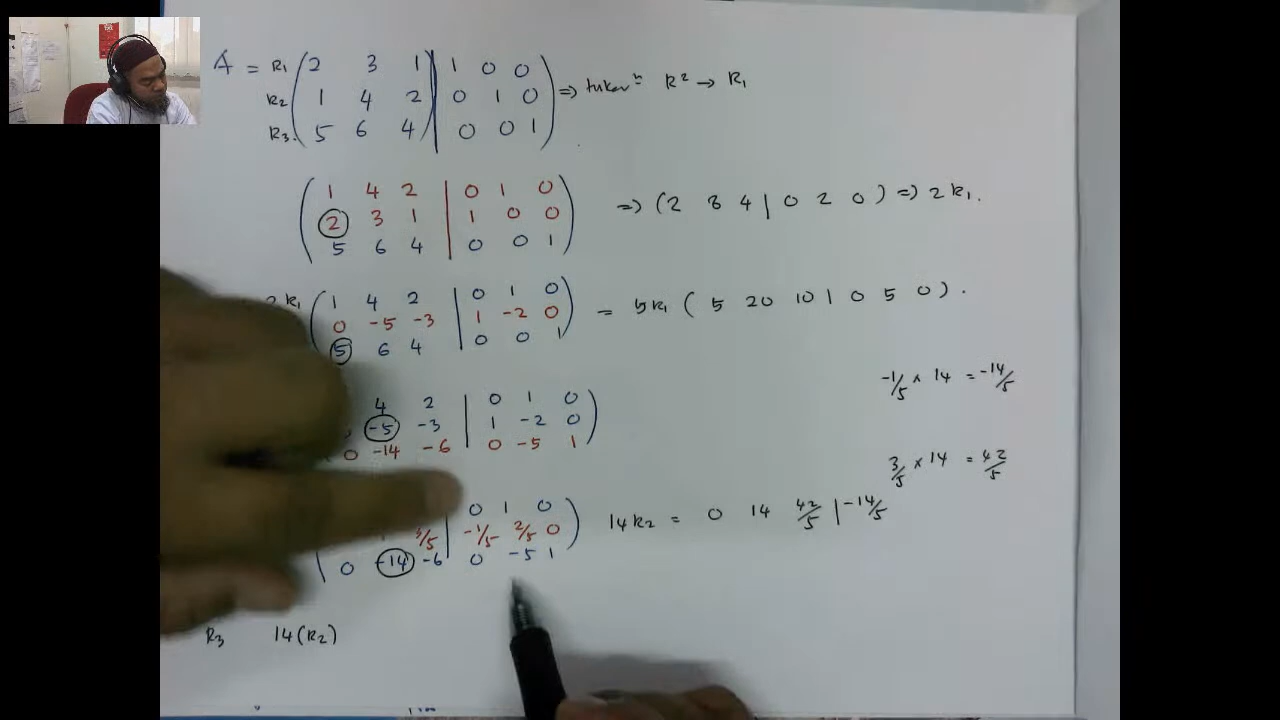 A = R1 ( 2 3 1 | 1 0 0 ) => tukar R2 → R1
R2 ( 1 4 2 | 0 1 0 )
R3. ( 5 6 4 | 0 0 1 )
( 1 4 2 | 0 1 0 )
( 2 3 1 | 1 0 0 ) => ( 2 8 4 | 0 2 0 ) => 2R1.
( 5 6 4 | 0 0 1 )
2R1 ( 1 4 2 | 0 1 0 )
( 0 -5 -3 | 1 -2 0 ) = 5R1 ( 5 20 10 | 0 5 0 ).
( 5 6 4 | 0 0 1 )
-1/5 × 14 = -14/5
4 2 | 0 1 0 )
-5 -3 | 1 -2 0 )
0 -14 -6 | 0 -5 1 )
3/5 × 14 = 42/5
0 1 0 )
3/5 | -1/5 2/5 0 ) 14R2 = 0 14 42/5 | -14/5
( 0 -14 -6 0 -5 1
R3 14(R2)